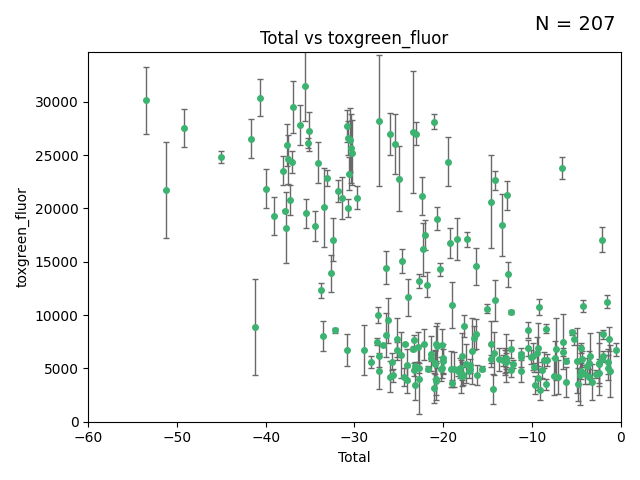 N = 207
Total vs toxgreen_fluor
toxgreen_fluor
30000
25000
20000
15000
10000
5000
0
−60 −50 −40 −30 −20 −10 0
Total